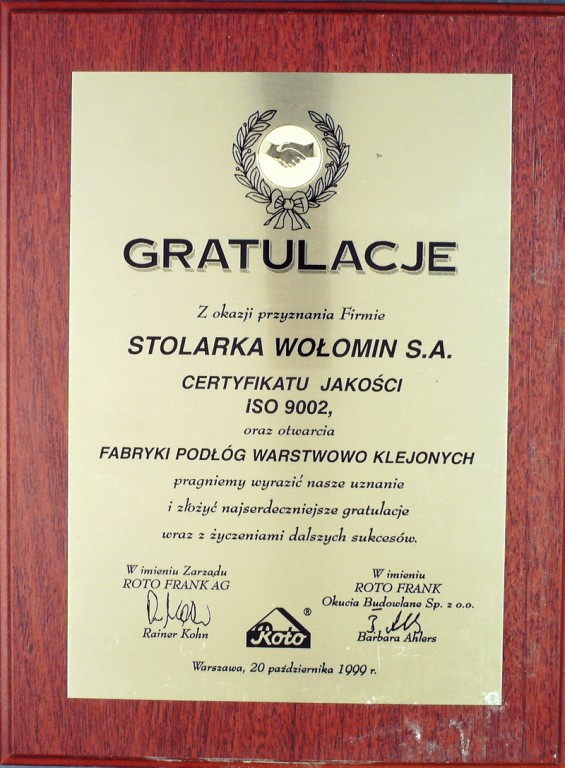 GRATULACJE
Z okazji przyznania Firmie
STOLARKA WOŁOMIN S.A.
CERTYFIKATU JAKOŚCI
ISO 9002,
oraz otwarcia
FABRYKI PODŁÓG WARSTWOWO KLEJONYCH
pragniemy wyrazić nasze uznanie
i złożyć najserdeczniejsze gratulacje
wraz z życzeniami dalszych sukcesów.
W imieniu Zarządu
ROTO FRANK AG
Rainer Kohn
W imieniu
ROTO FRANK
Okucia Budowlane Sp. z o.o.
Barbara Ahlers
Roto ®
Warszawa, 20 października 1999 r.